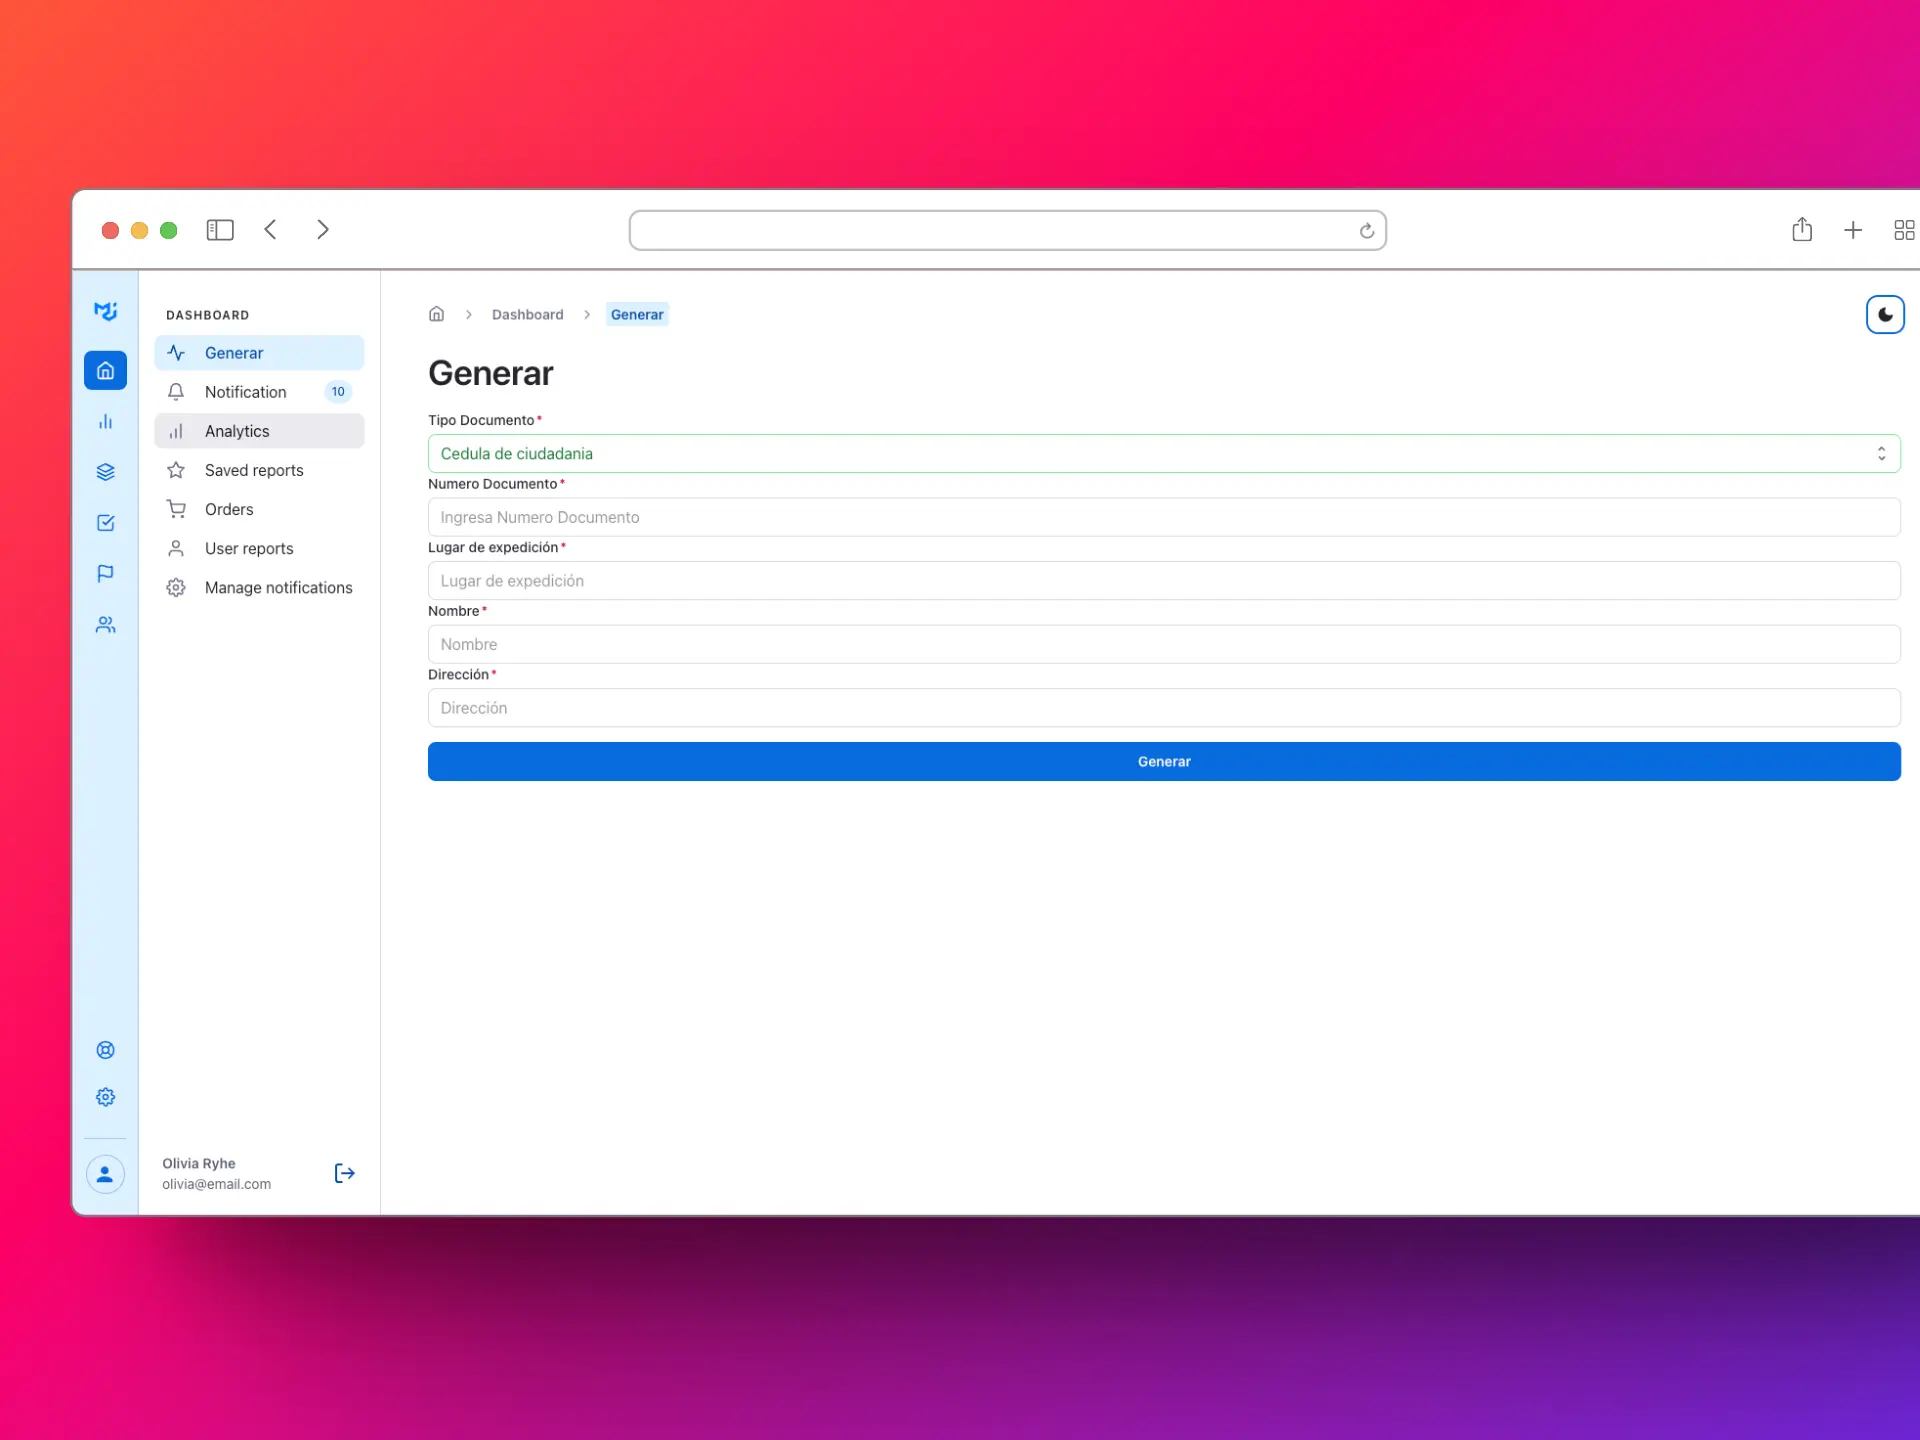 DASHBOARD
Generar
Notification 10
Analytics
Saved reports
Orders
User reports
Manage notifications
Olivia Ryhe
olivia@email.com
Dashboard
Generar
Generar
Tipo Documento*
Cedula de ciudadania
Numero Documento*
Ingresa Numero Documento
Lugar de expedición*
Lugar de expedición
Nombre*
Nombre
Dirección*
Dirección
Generar